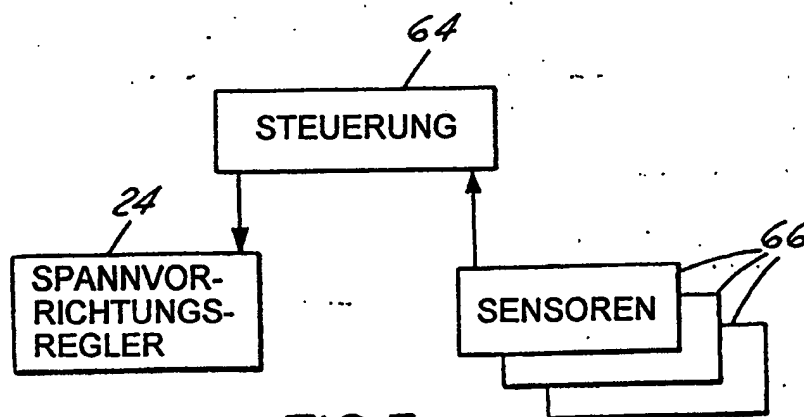 64
STEUERUNG
24
SPANNVOR-
RICHTUNGS-
REGLER
66
SENSOREN